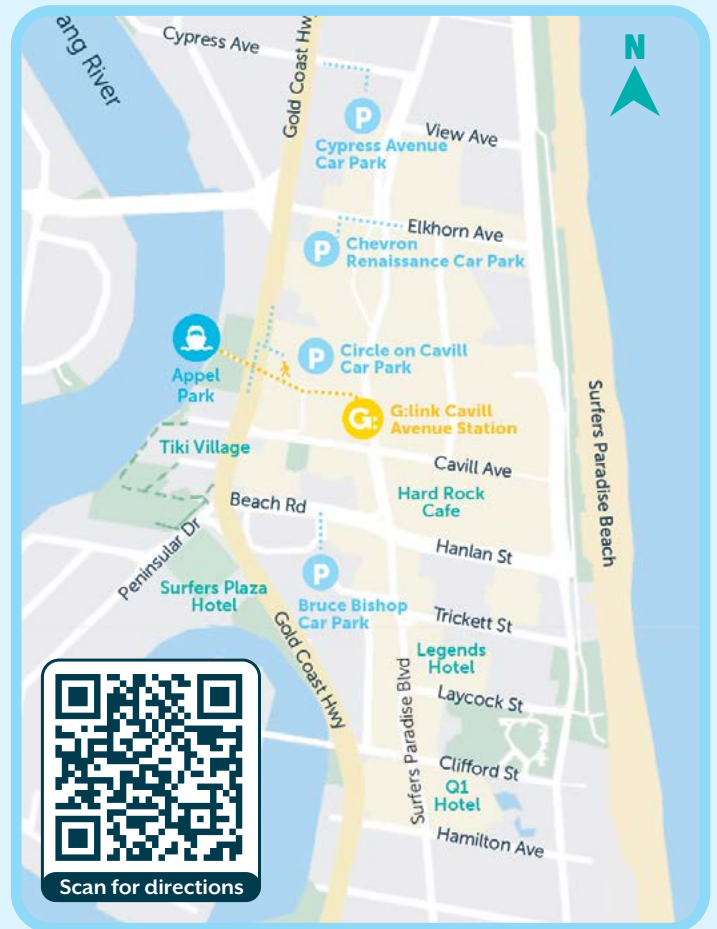 ang River
Cypress Ave
Gold Coast Hw
N
P
Cypress Avenue
Car Park
View Ave
Elkhorn Ave
P
Chevron
Renaissance Car Park
P
Circle on Cavill
Car Park
Appel
Park
G:
G:link Cavill
Avenue Station
Surfers Paradise Beach
Tiki Village
Cavill Ave
Hard Rock
Cafe
Beach Rd
Hanlan St
Peninsular Dr
P
Bruce Bishop
Car Park
Surfers Plaza
Hotel
Trickett St
Gold Coast Hwy
Legends
Hotel
Surfers Paradise Blvd
Laycock St
Clifford St
Q1
Hotel
Hamilton Ave
Scan for directions